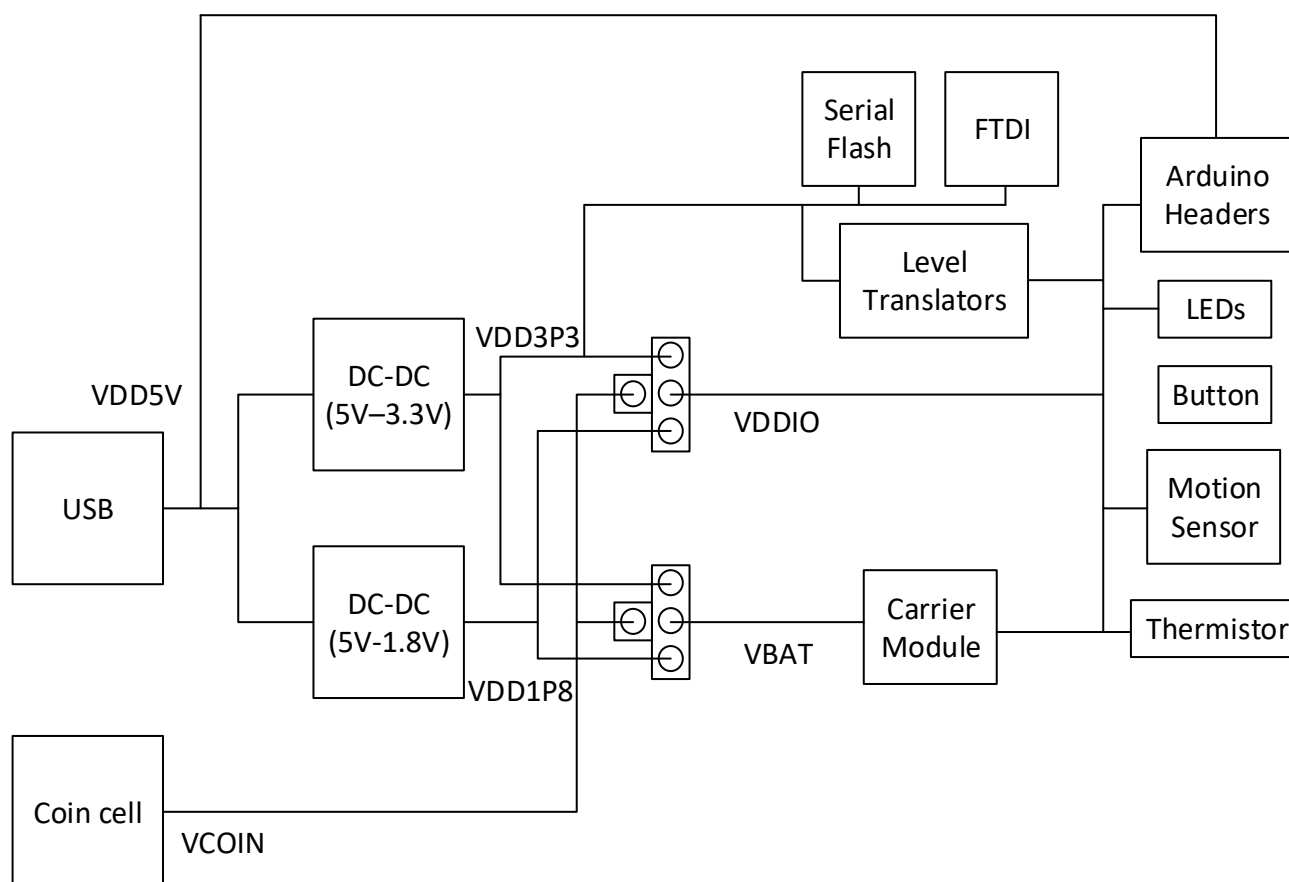 Serial
Flash
FTDI
Arduino
Headers
Level
Translators
LEDs
VDD3P3
DC-DC
(5V–3.3V)
VDD5V
Button
VDDIO
USB
Motion
Sensor
DC-DC
(5V-1.8V)
Carrier
Module
Thermistor
VBAT
VDD1P8
Coin cell
VCOIN